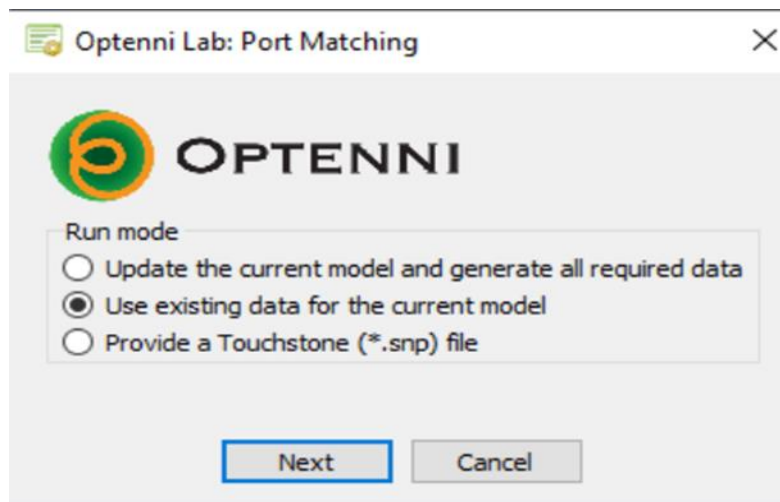 Optenni Lab: Port Matching
OPTENNI
Run mode
Update the current model and generate all required data
Use existing data for the current model
Provide a Touchstone (*.snp) file
Next Cancel